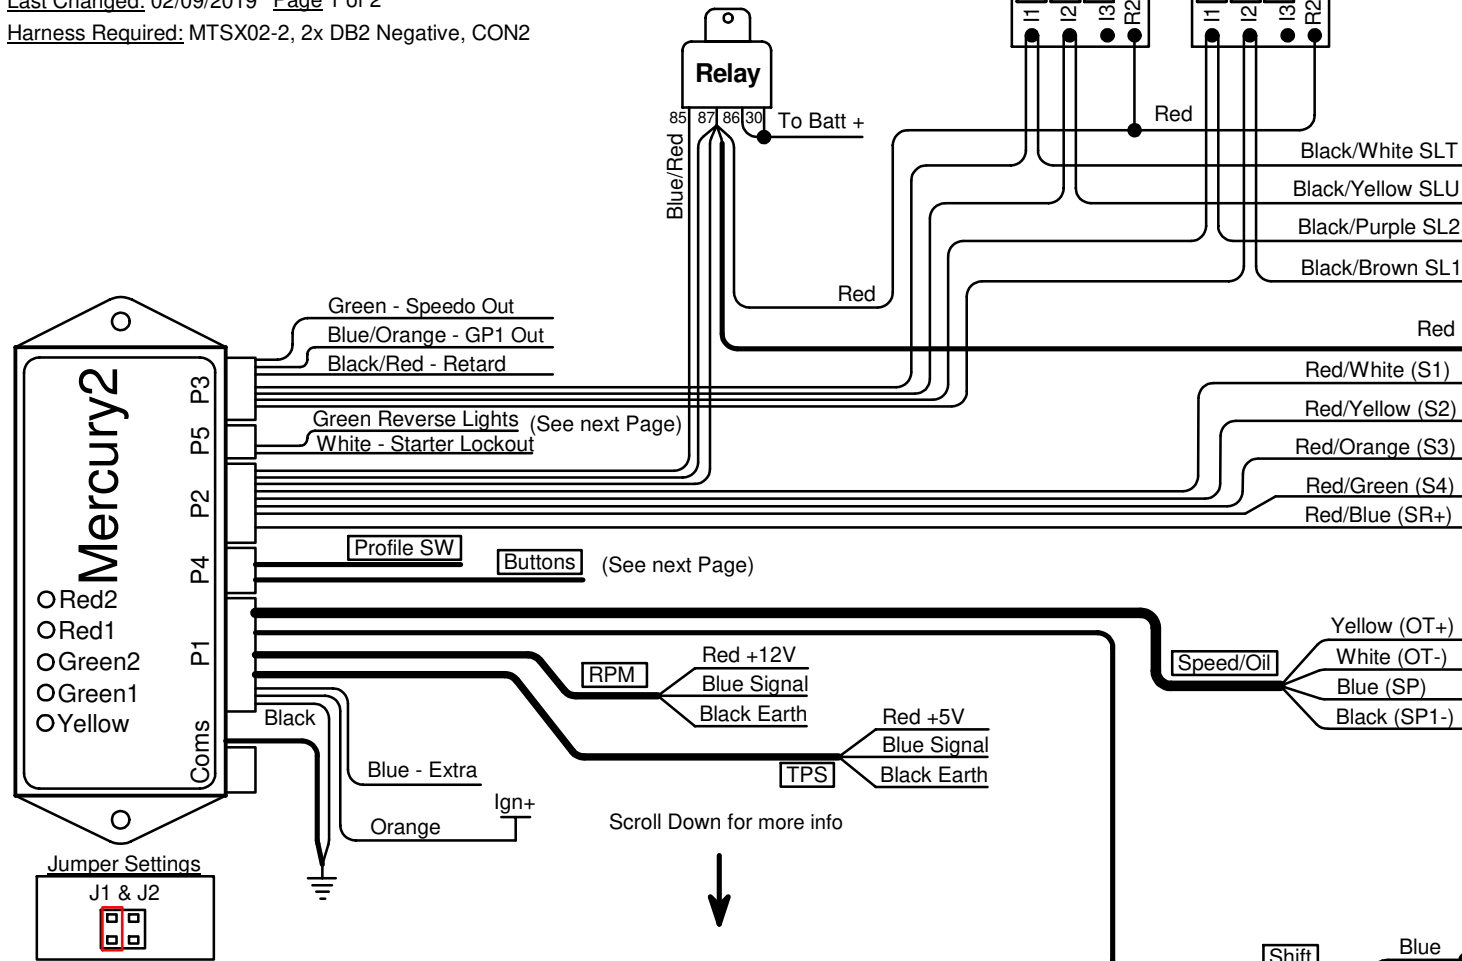 Last Changed: 02/09/2019 Page 1 of 2
Harness Required: MTSX02-2, 2x DB2 Negative, CON2
Relay
85 87 86 30
To Batt +
Blue/Red
I1 I2 I3 R2
I1 I2 I3 R2
Red
Black/White SLT
Black/Yellow SLU
Black/Purple SL2
Black/Brown SL1
Red
Red
Green - Speedo Out
Blue/Orange - GP1 Out
Black/Red - Retard
Green Reverse Lights (See next Page)
White - Starter Lockout
Red/White (S1)
Red/Yellow (S2)
Red/Orange (S3)
Red/Green (S4)
Red/Blue (SR+)
Mercury2
P3
P5
P2
P4
P1
Coms
Red2
Red1
Green2
Green1
Yellow
Profile SW
Buttons (See next Page)
RPM
Red +12V
Blue Signal
Black Earth
TPS
Red +5V
Blue Signal
Black Earth
Speed/Oil
Yellow (OT+)
White (OT-)
Blue (SP)
Black (SP1-)
Black
Blue - Extra
Ign+
Orange
Scroll Down for more info
Jumper Settings
J1 & J2
Shift
Blue